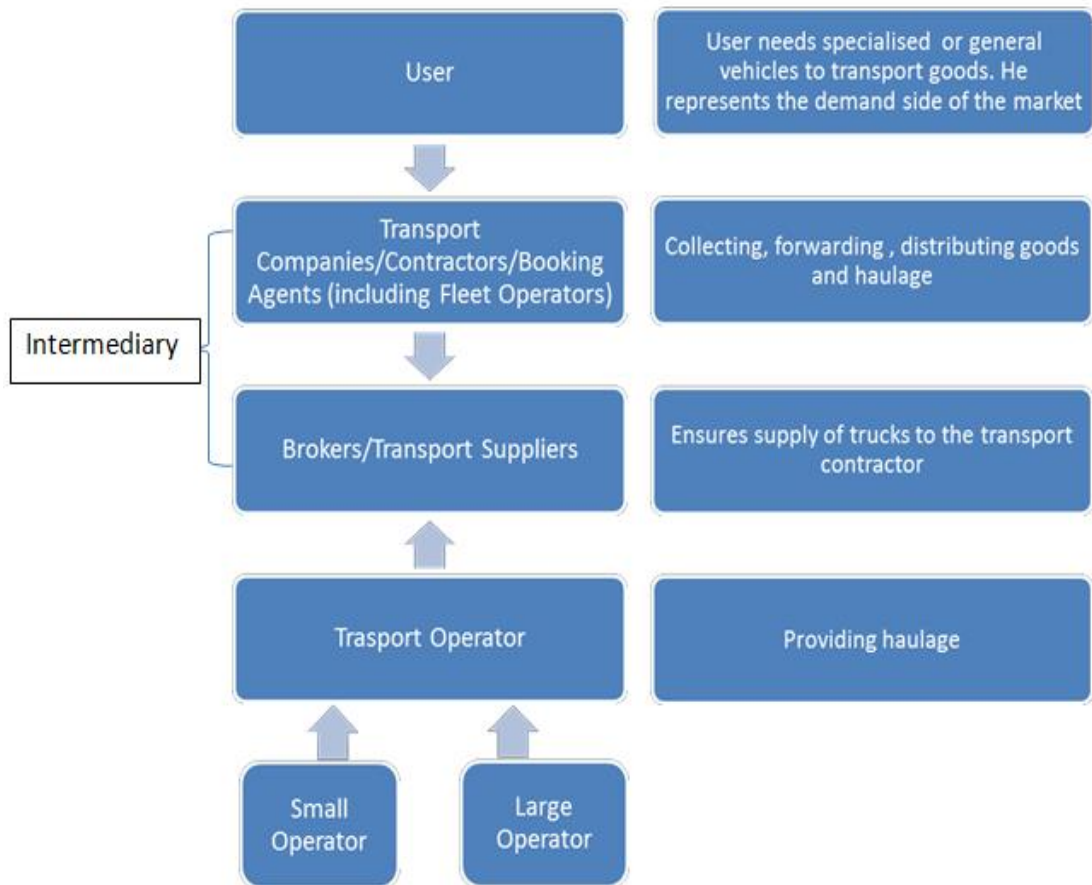 User
User needs specialised or general
vehicles to transport goods. He
represents the demand side of the market
Transport
Companies/Contractors/Booking
Agents (including Fleet Operators)
Collecting, forwarding , distributing goods
and haulage
Intermediary
Brokers/Transport Suppliers
Ensures supply of trucks to the transport
contractor
Trasport Operator
Providing haulage
Small
Operator
Large
Operator